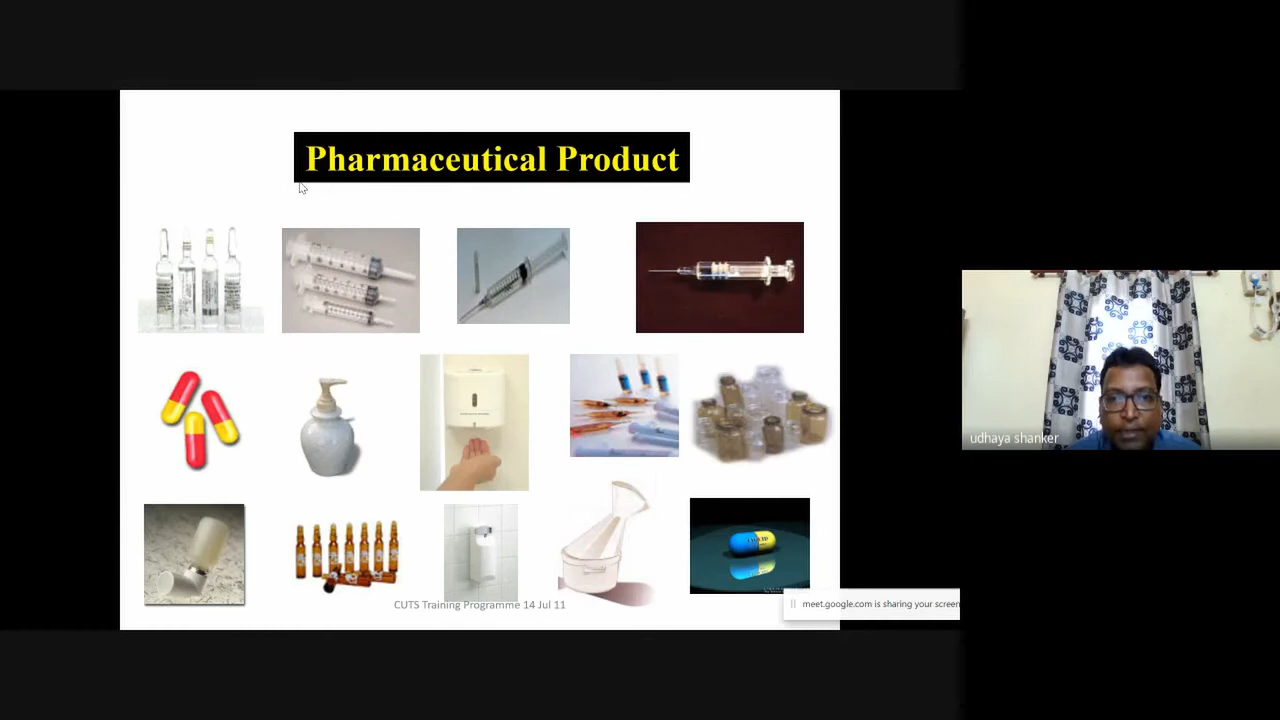 Pharmaceutical Product
udhaya shanker
CUTS Training Programme 14 Jul 11
meet.google.com is sharing your screen